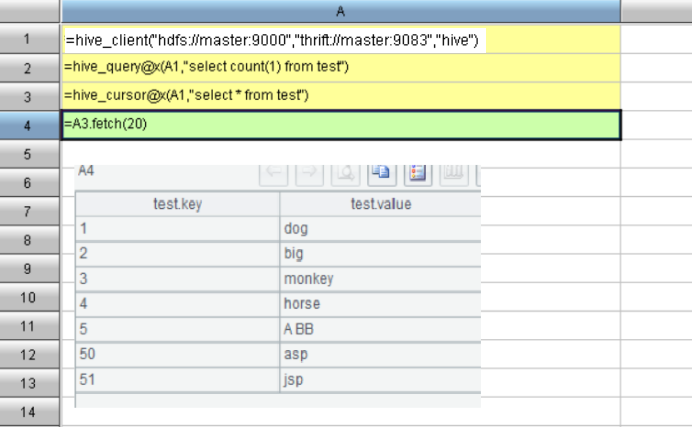 A
1 =hive_client("hdfs://master:9000","thrift://master:9083","hive")
2 =hive_query@x(A1,"select count(1) from test")
3 =hive_cursor@x(A1,"select * from test")
4 =A3.fetch(20)
5
A4
6
test.key test.value
7
1 dog
8
2 big
9
3 monkey
10
4 horse
11
5 A BB
12
50 asp
13
51 jsp
14